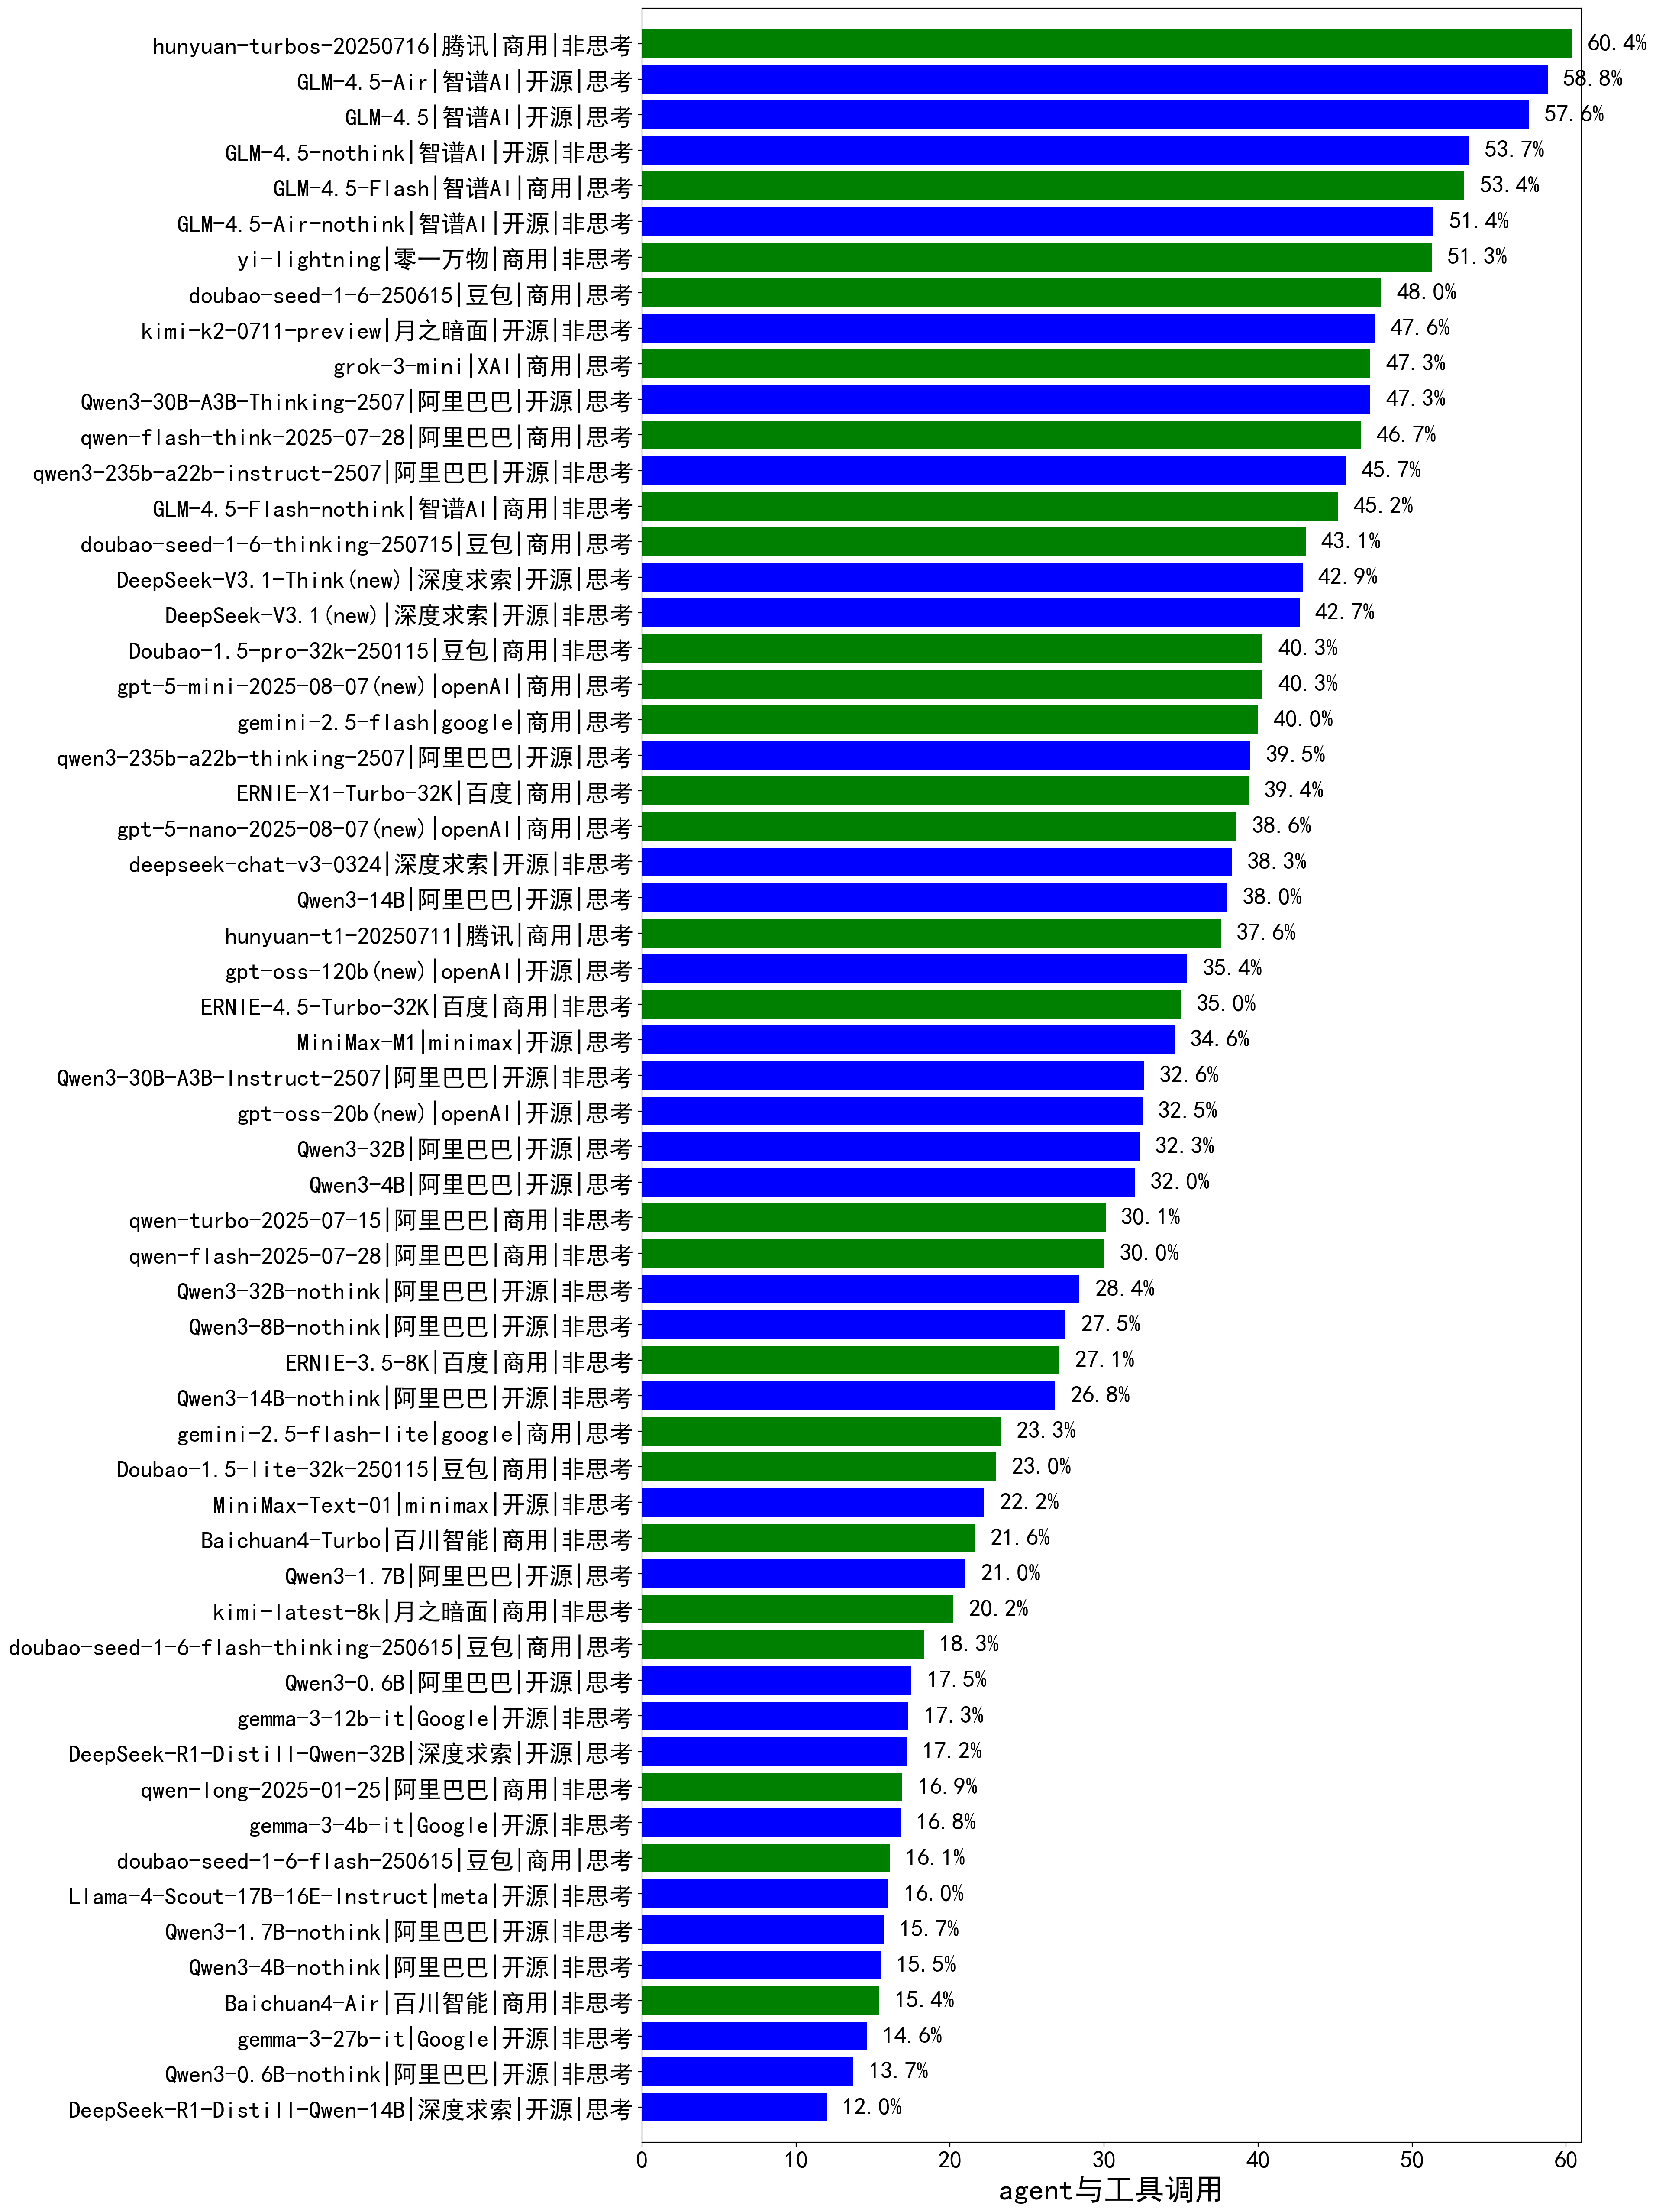 hunyuan-turbos-20250716|腾讯|商用|非思考 60.4%
GLM-4.5-Air|智谱AI|开源|思考 58.8%
GLM-4.5|智谱AI|开源|思考 57.6%
GLM-4.5-nothink|智谱AI|开源|非思考 53.7%
GLM-4.5-Flash|智谱AI|商用|思考 53.4%
GLM-4.5-Air-nothink|智谱AI|开源|非思考 51.4%
yi-lightning|零一万物|商用|非思考 51.3%
doubao-seed-1-6-250615|豆包|商用|思考 48.0%
kimi-k2-0711-preview|月之暗面|开源|非思考 47.6%
grok-3-mini|XAI|商用|思考 47.3%
Qwen3-30B-A3B-Thinking-2507|阿里巴巴|开源|思考 47.3%
qwen-flash-think-2025-07-28|阿里巴巴|商用|思考 46.7%
qwen3-235b-a22b-instruct-2507|阿里巴巴|开源|非思考 45.7%
GLM-4.5-Flash-nothink|智谱AI|商用|非思考 45.2%
doubao-seed-1-6-thinking-250715|豆包|商用|思考 43.1%
DeepSeek-V3.1-Think(new)|深度求索|开源|思考 42.9%
DeepSeek-V3.1(new)|深度求索|开源|非思考 42.7%
Doubao-1.5-pro-32k-250115|豆包|商用|非思考 40.3%
gpt-5-mini-2025-08-07(new)|openAI|商用|思考 40.3%
gemini-2.5-flash|google|商用|思考 40.0%
qwen3-235b-a22b-thinking-2507|阿里巴巴|开源|思考 39.5%
ERNIE-X1-Turbo-32K|百度|商用|思考 39.4%
gpt-5-nano-2025-08-07(new)|openAI|商用|思考 38.6%
deepseek-chat-v3-0324|深度求索|开源|非思考 38.3%
Qwen3-14B|阿里巴巴|开源|思考 38.0%
hunyuan-t1-20250711|腾讯|商用|思考 37.6%
gpt-oss-120b(new)|openAI|开源|思考 35.4%
ERNIE-4.5-Turbo-32K|百度|商用|非思考 35.0%
MiniMax-M1|minimax|开源|思考 34.6%
Qwen3-30B-A3B-Instruct-2507|阿里巴巴|开源|非思考 32.6%
gpt-oss-20b(new)|openAI|开源|思考 32.5%
Qwen3-32B|阿里巴巴|开源|思考 32.3%
Qwen3-4B|阿里巴巴|开源|思考 32.0%
qwen-turbo-2025-07-15|阿里巴巴|商用|非思考 30.1%
qwen-flash-2025-07-28|阿里巴巴|商用|非思考 30.0%
Qwen3-32B-nothink|阿里巴巴|开源|非思考 28.4%
Qwen3-8B-nothink|阿里巴巴|开源|非思考 27.5%
ERNIE-3.5-8K|百度|商用|非思考 27.1%
Qwen3-14B-nothink|阿里巴巴|开源|非思考 26.8%
gemini-2.5-flash-lite|google|商用|思考 23.3%
Doubao-1.5-lite-32k-250115|豆包|商用|非思考 23.0%
MiniMax-Text-01|minimax|开源|非思考 22.2%
Baichuan4-Turbo|百川智能|商用|非思考 21.6%
Qwen3-1.7B|阿里巴巴|开源|思考 21.0%
kimi-latest-8k|月之暗面|商用|非思考 20.2%
doubao-seed-1-6-flash-thinking-250615|豆包|商用|思考 18.3%
Qwen3-0.6B|阿里巴巴|开源|思考 17.5%
gemma-3-12b-it|Google|开源|非思考 17.3%
DeepSeek-R1-Distill-Qwen-32B|深度求索|开源|思考 17.2%
qwen-long-2025-01-25|阿里巴巴|商用|非思考 16.9%
gemma-3-4b-it|Google|开源|非思考 16.8%
doubao-seed-1-6-flash-250615|豆包|商用|思考 16.1%
Llama-4-Scout-17B-16E-Instruct|meta|开源|非思考 16.0%
Qwen3-1.7B-nothink|阿里巴巴|开源|非思考 15.7%
Qwen3-4B-nothink|阿里巴巴|开源|非思考 15.5%
Baichuan4-Air|百川智能|商用|非思考 15.4%
gemma-3-27b-it|Google|开源|非思考 14.6%
Qwen3-0.6B-nothink|阿里巴巴|开源|非思考 13.7%
DeepSeek-R1-Distill-Qwen-14B|深度求索|开源|思考 12.0%
0 10 20 30 40 50 60
agent与工具调用